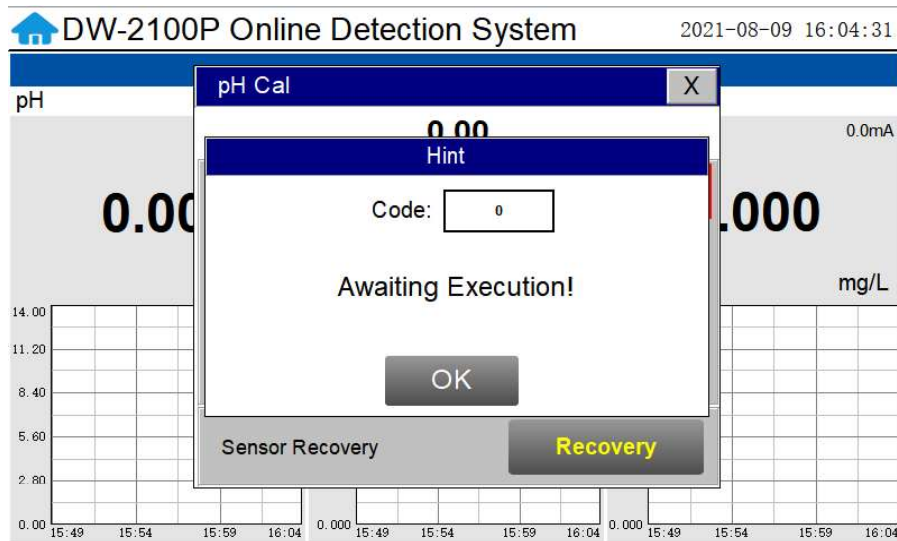 DW-2100P Online Detection System 2021-08-09 16:04:31
pH Cal X
pH
0.00
0.0mA
Hint
Code: 0
0.00 .000
Awaiting Execution!
mg/L
OK
Sensor Recovery Recovery
14.00
11.20
8.40
5.60
2.80
0.00
15:49 15:54 15:59 16:04
0.000
15:49 15:54 15:59 16:04
0.000
15:49 15:54 15:59 16:04